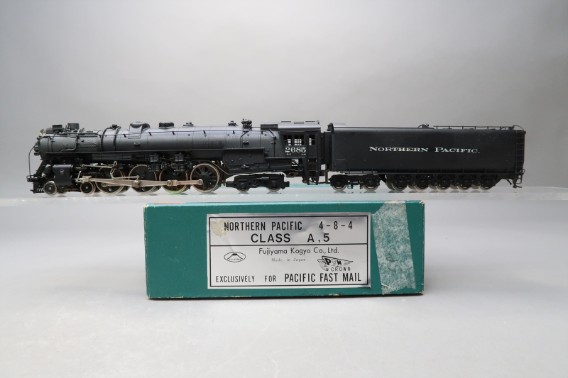 2685
NORTHERN PACIFIC.
NORTHERN PACIFIC 4-8-4
CLASS A.5
Fujiyama Kogyo Co., Ltd.
Made in Japan
CROWN
EXCLUSIVELY FOR PACIFIC FAST MAIL